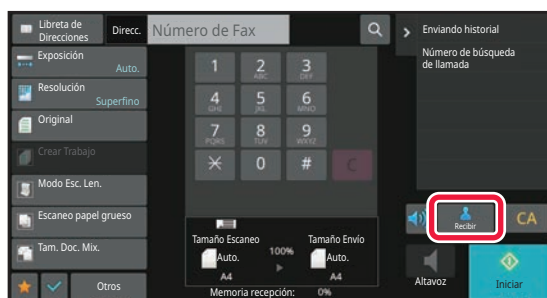 Libreta de
Direcciones
Direcc.
Número de Fax
Enviando historial
Número de búsqueda
de llamada
Exposición
Auto.
Resolución
Superfino
Original
Crear Trabajo
Modo Esc. Len.
Escaneo papel grueso
Tam. Doc. Mix.
Otros
1
2
ABC
3
DEF
4
GHI
5
JKL
6
MNO
7
PQRS
8
TUV
9
WXYZ
0
#
C
Tamaño Escaneo
100%
Tamaño Envío
Auto.
A4
Auto.
A4
Memoria recepción: 0%
Recibir
CA
Altavoz
Iniciar